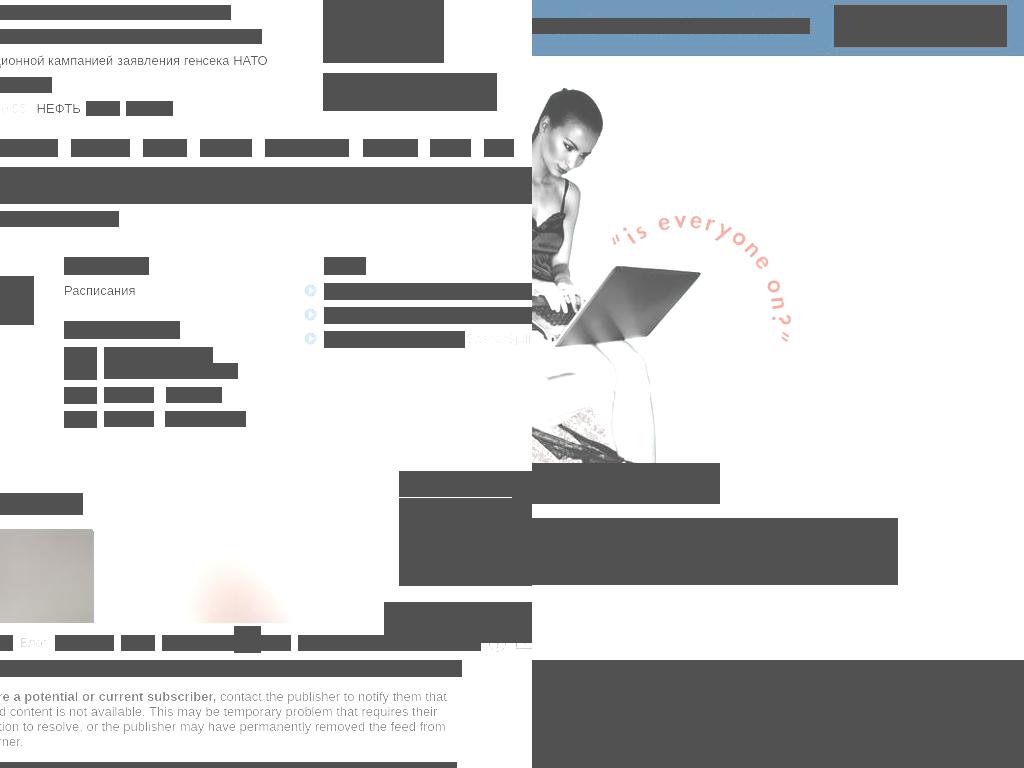 ционной кампанией заявления генсека НАТО
НЕФТЬ
Расписания
"is everyone on?"
re a potential or current subscriber, contact the publisher to notify them that
d content is not available. This may be temporary problem that requires their
tion to resolve, or the publisher may have permanently removed the feed from
rner.